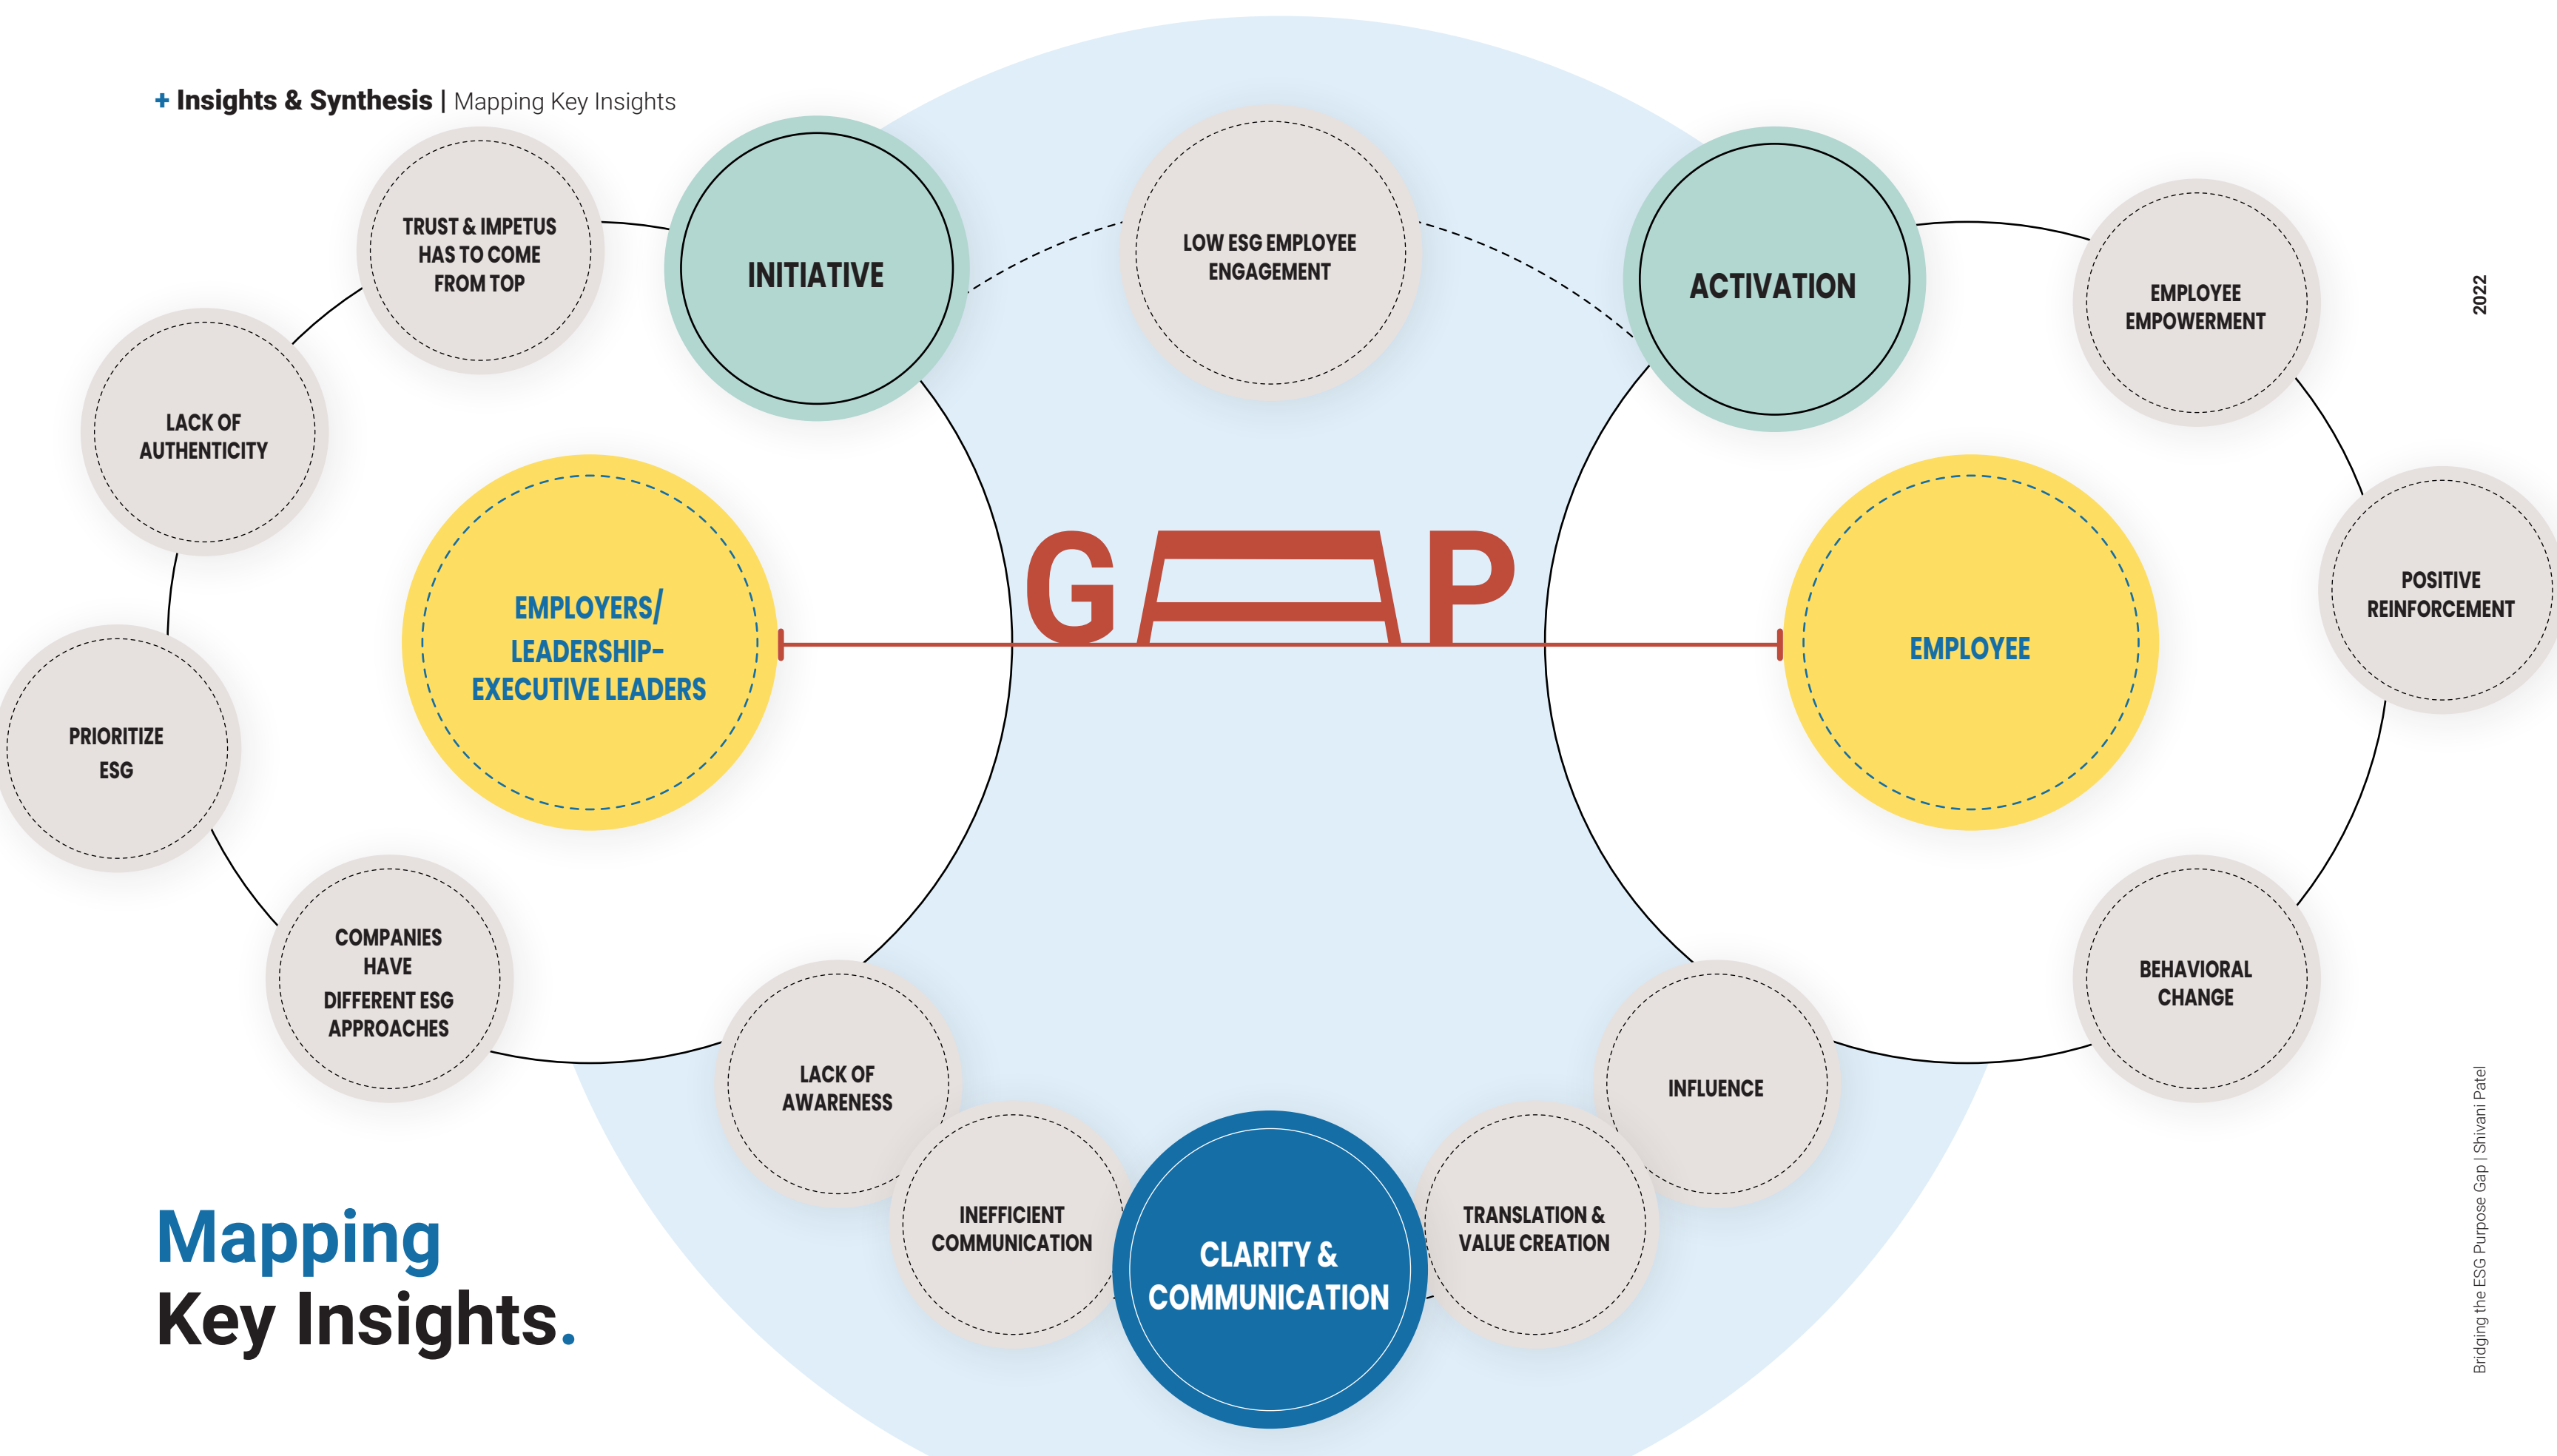 + Insights & Synthesis | Mapping Key Insights
TRUST & IMPETUS
HAS TO COME
FROM TOP
INITIATIVE
LOW ESG EMPLOYEE
ENGAGEMENT
ACTIVATION
EMPLOYEE
EMPOWERMENT
2022
LACK OF
AUTHENTICITY
EMPLOYERS/
LEADERSHIP-
EXECUTIVE LEADERS
GAP
EMPLOYEE
POSITIVE
REINFORCEMENT
PRIORITIZE
ESG
COMPANIES
HAVE
DIFFERENT ESG
APPROACHES
LACK OF
AWARENESS
INEFFICIENT
COMMUNICATION
CLARITY &
COMMUNICATION
TRANSLATION &
VALUE CREATION
INFLUENCE
BEHAVIORAL
CHANGE
Mapping
Key Insights.
Bridging the ESG Purpose Gap | Shivani Patel